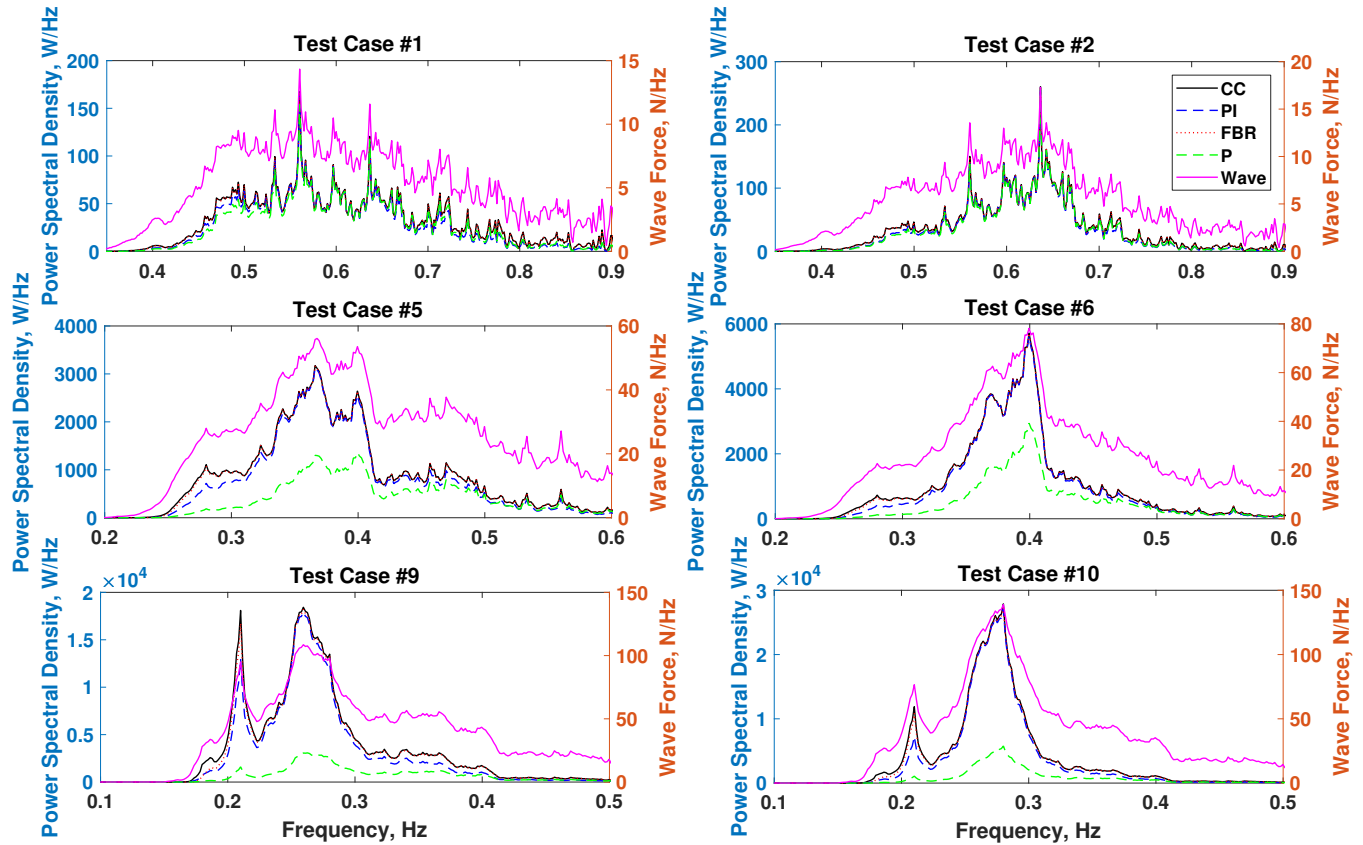 Test Case #1
Power Spectral Density, W/Hz
200
150
100
50
0
15
10
5
0
Wave Force, N/Hz
0.4 0.5 0.6 0.7 0.8 0.9
Test Case #2
Power Spectral Density, W/Hz
300
200
100
0
20
15
10
5
0
Wave Force, N/Hz
CC
PI
FBR
P
Wave
0.4 0.5 0.6 0.7 0.8 0.9
Test Case #5
Power Spectral Density, W/Hz
4000
3000
2000
1000
0
60
40
20
0
Wave Force, N/Hz
0.2 0.3 0.4 0.5 0.6
Test Case #6
Power Spectral Density, W/Hz
6000
4000
2000
0
80
60
40
20
0
Wave Force, N/Hz
0.2 0.3 0.4 0.5 0.6
Test Case #9
×10⁴
Power Spectral Density, W/Hz
2
1.5
1
0.5
0
150
100
50
0
Wave Force, N/Hz
0.1 0.2 0.3 0.4 0.5
Frequency, Hz
Test Case #10
×10⁴
Power Spectral Density, W/Hz
3
2
1
0
150
100
50
0
Wave Force, N/Hz
0.1 0.2 0.3 0.4 0.5
Frequency, Hz